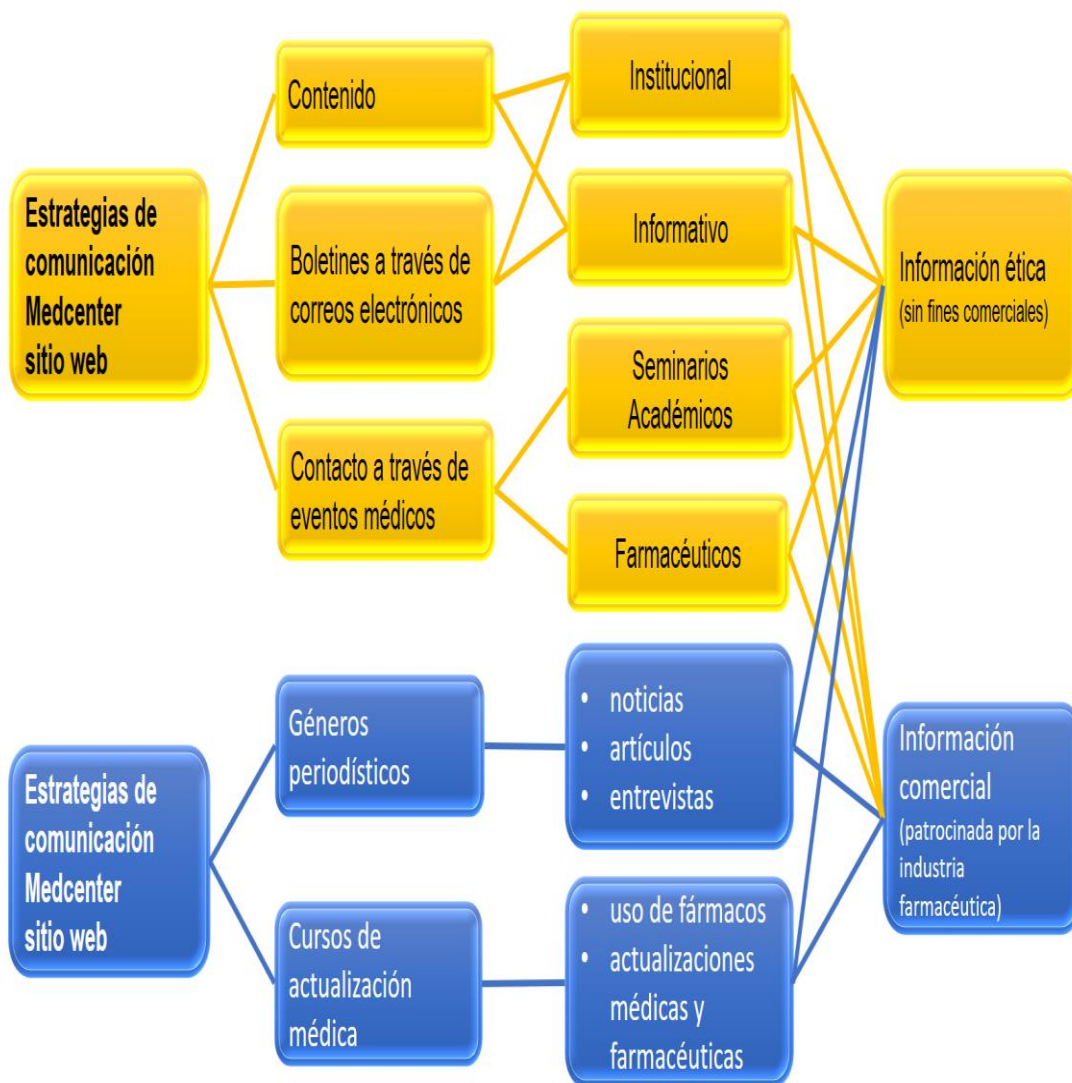 Contenido
Institucional
Estrategias de
comunicación
Medcenter
sitio web
Boletines a través de
correos electrónicos
Informativo
Información ética
(sin fines comerciales)
Contacto a través de
eventos médicos
Seminarios
Académicos
Farmacéuticos
Estrategias de
comunicación
Medcenter
sitio web
Géneros
periodísticos
• noticias
• artículos
• entrevistas
Información
comercial
(patrocinada por la
industria
farmacéutica)
Cursos de
actualización
médica
• uso de fármacos
• actualizaciones
médicas y
farmacéuticas